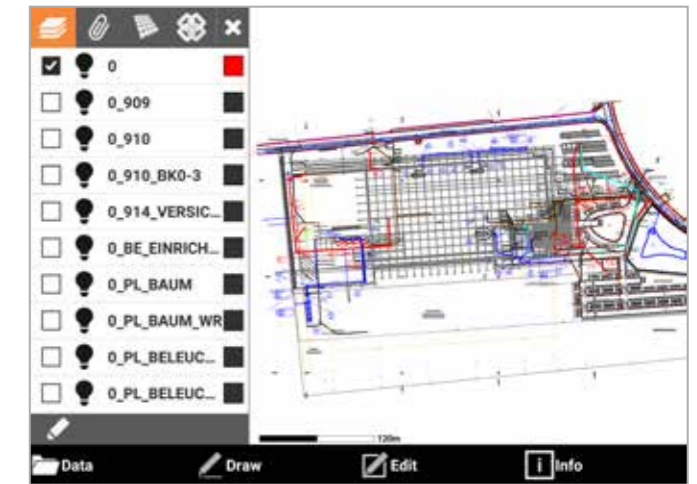 0
0_909
0_910
0_910_BK0-3
0_914_VERSIC...
0_BE_EINRICH...
0_PL_BAUM
0_PL_BAUM_WR
0_PL_BELEUC...
0_PL_BELEUC...
120m
Data
Draw
Edit
i Info